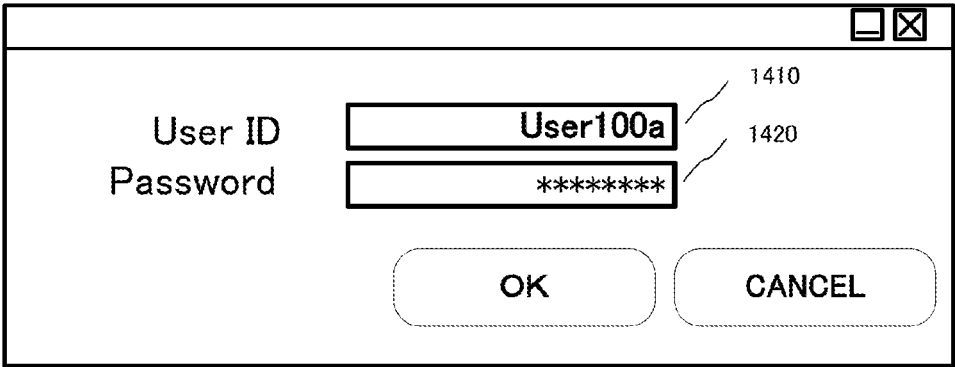 1410
User ID User100a
1420
Password ********
OK CANCEL